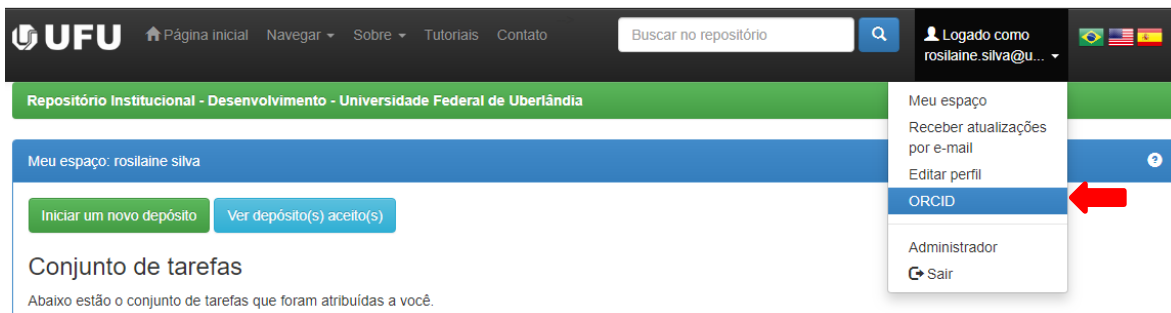 UFU Página inicial Navegar Sobre Tutoriais Contato Buscar no repositório Logado como
rosilaine.silva@u...
Repositório Institucional - Desenvolvimento - Universidade Federal de Uberlândia
Meu espaço: rosilaine silva
Iniciar um novo depósito Ver depósito(s) aceito(s)
Conjunto de tarefas
Abaixo estão o conjunto de tarefas que foram atribuídas a você.
Meu espaço
Receber atualizações
por e-mail
Editar perfil
ORCID
Administrador
Sair